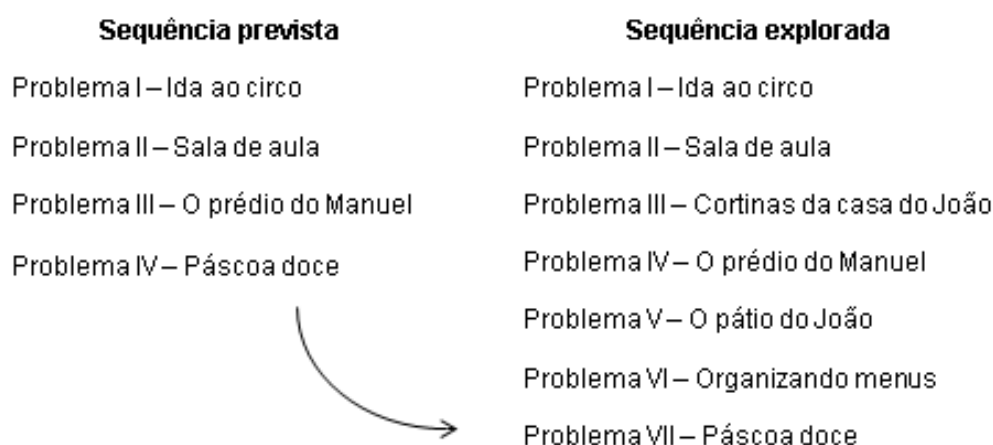 Sequência prevista
Problema I – Ida ao circo
Problema II – Sala de aula
Problema III – O prédio do Manuel
Problema IV – Páscoa doce
Sequência explorada
Problema I – Ida ao circo
Problema II – Sala de aula
Problema III – Cortinas da casa do João
Problema IV – O prédio do Manuel
Problema V – O pátio do João
Problema VI – Organizando menus
Problema VII – Páscoa doce